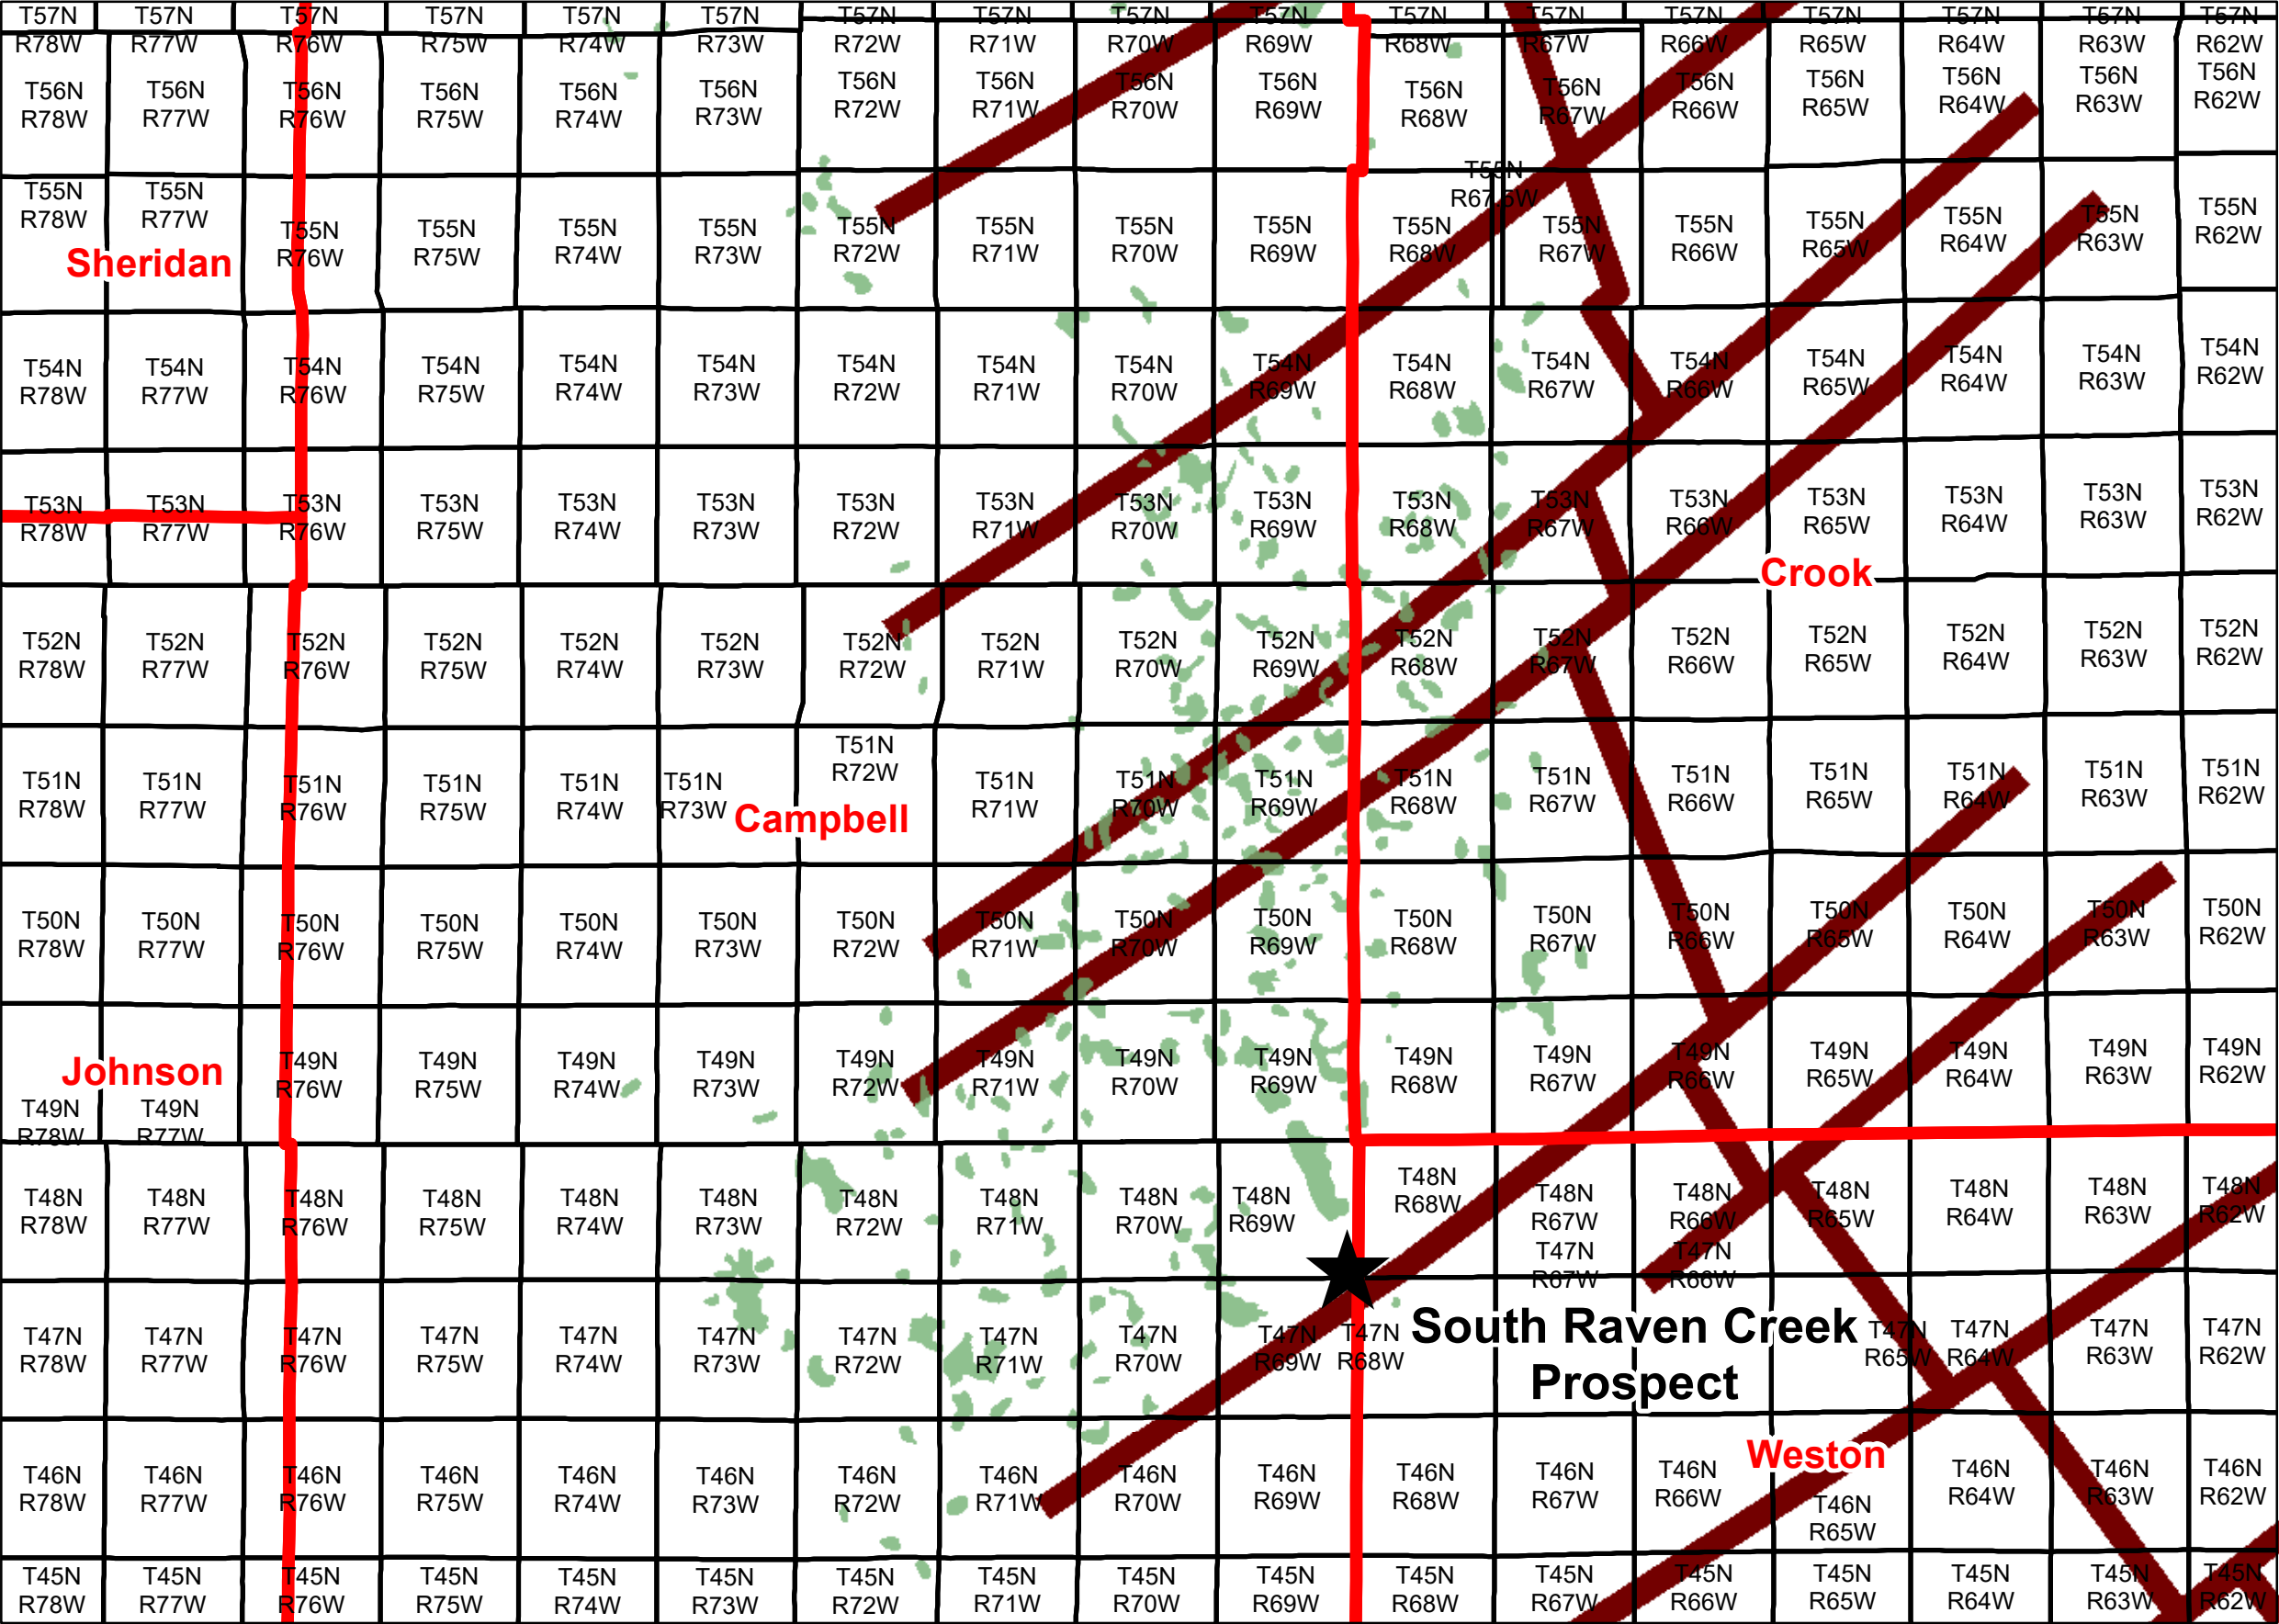 T57N T57N T57N T57N T57N T57N T57N T57N T57N T57N T57N T57N T57N T57N T57N T57N T57N
R78W R77W R76W R75W R74W R73W R72W R71W R70W R69W R68W R67W R66W R65W R64W R63W R62W
T56N T56N T56N T56N T56N T56N T56N T56N T56N T56N T56N T56N T56N T56N T56N T56N T56N
R78W R77W R76W R75W R74W R73W R72W R71W R70W R69W R68W R67W R66W R65W R64W R63W R62W
T55N
R67.5W
T55N T55N T55N T55N T55N T55N T55N T55N T55N T55N T55N T55N T55N T55N T55N T55N T55N
R78W R77W R76W R75W R74W R73W R72W R71W R70W R69W R68W R67W R66W R65W R64W R63W R62W
Sheridan
T54N T54N T54N T54N T54N T54N T54N T54N T54N T54N T54N T54N T54N T54N T54N T54N T54N
R78W R77W R76W R75W R74W R73W R72W R71W R70W R69W R68W R67W R66W R65W R64W R63W R62W
T53N T53N T53N T53N T53N T53N T53N T53N T53N T53N T53N T53N T53N T53N T53N T53N T53N
R78W R77W R76W R75W R74W R73W R72W R71W R70W R69W R68W R67W R66W R65W R64W R63W R62W
Crook
T52N T52N T52N T52N T52N T52N T52N T52N T52N T52N T52N T52N T52N T52N T52N T52N T52N
R78W R77W R76W R75W R74W R73W R72W R71W R70W R69W R68W R67W R66W R65W R64W R63W R62W
T51N T51N T51N T51N T51N T51N T51N T51N T51N T51N T51N T51N T51N T51N T51N T51N T51N
R78W R77W R76W R75W R74W R73W R72W R71W R70W R69W R68W R67W R66W R65W R64W R63W R62W
Campbell
T50N T50N T50N T50N T50N T50N T50N T50N T50N T50N T50N T50N T50N T50N T50N T50N T50N
R78W R77W R76W R75W R74W R73W R72W R71W R70W R69W R68W R67W R66W R65W R64W R63W R62W
Johnson
T49N T49N T49N T49N T49N T49N T49N T49N T49N T49N T49N T49N T49N T49N T49N T49N T49N
R78W R77W R76W R75W R74W R73W R72W R71W R70W R69W R68W R67W R66W R65W R64W R63W R62W
T48N T48N T48N T48N T48N T48N T48N T48N T48N T48N T48N T48N T48N T48N T48N T48N T48N
R78W R77W R76W R75W R74W R73W R72W R71W R70W R69W R68W R67W R66W R65W R64W R63W R62W
T47N T47N
R67W R66W
South Raven Creek
Prospect
T47N T47N T47N T47N T47N T47N T47N T47N T47N T47N T47N T47N T47N T47N T47N
R78W R77W R76W R75W R74W R73W R72W R71W R70W R69W R68W R65W R64W R63W R62W
Weston
T46N T46N T46N T46N T46N T46N T46N T46N T46N T46N T46N T46N T46N T46N T46N T46N T46N
R78W R77W R76W R75W R74W R73W R72W R71W R70W R69W R68W R67W R66W R65W R64W R63W R62W
T45N T45N T45N T45N T45N T45N T45N T45N T45N T45N T45N T45N T45N T45N T45N T45N T45N
R78W R77W R76W R75W R74W R73W R72W R71W R70W R69W R68W R67W R66W R65W R64W R63W R62W